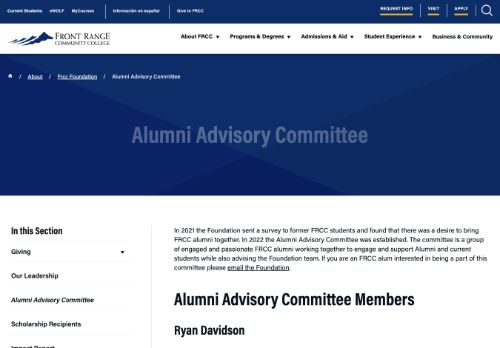 Current Students eWOLF MyCourses Información en español Give to FRCC REQUEST INFO VISIT APPLY
FRONT RANGE
COMMUNITY COLLEGE
About FRCC Programs & Degrees Admissions & Aid Student Experience Business & Community
/ About / Frcc Foundation / Alumni Advisory Committee
Alumni Advisory Committee
In this Section
Giving
Our Leadership
Alumni Advisory Committee
Scholarship Recipients
Impact Report
In 2021 the Foundation sent a survey to former FRCC students and found that there was a desire to bring
FRCC alumni together. In 2022 the Alumni Advisory Committee was established. The committee is a group
of engaged and passionate FRCC alumni working together to engage and support Alumni and current
students while also advising the Foundation team. If you are an FRCC alum interested in being a part of this
committee please email the Foundation.
Alumni Advisory Committee Members
Ryan Davidson